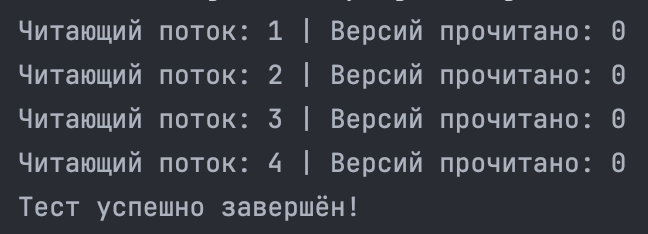 Читающий поток: 1 | Версий прочитано: 0
Читающий поток: 2 | Версий прочитано: 0
Читающий поток: 3 | Версий прочитано: 0
Читающий поток: 4 | Версий прочитано: 0
Тест успешно завершён!